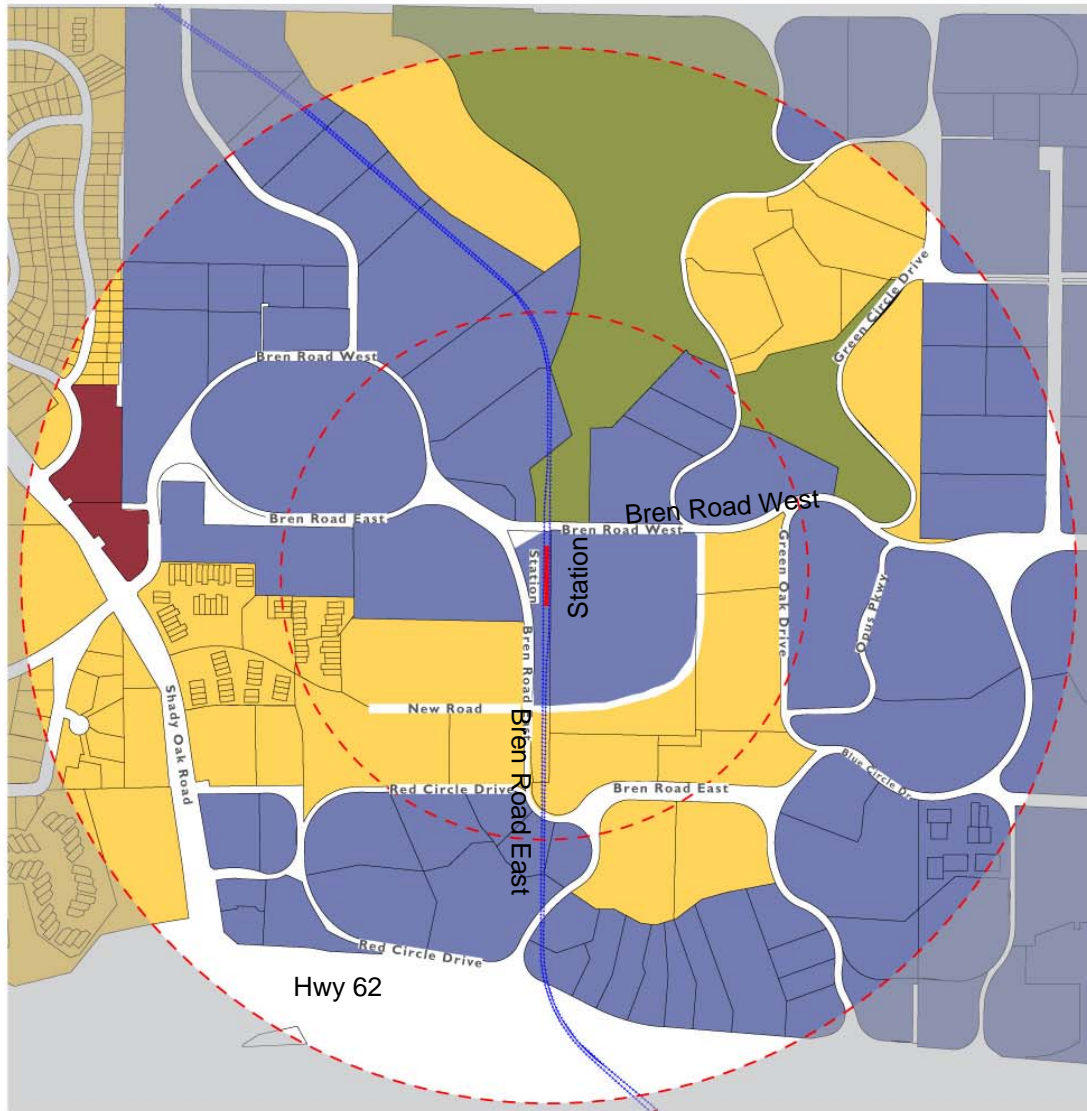 Green Circle Drive
Bren Road West
Bren Road West
Bren Road East
Bren Road West
Station
Station
Green Oak Drive
Opus Pkwy
Bren Road East
Shady Oak Road
New Road
Bren Road East
Blue Circle Dr.
Red Circle Drive
Bren Road East
Red Circle Drive
Hwy 62